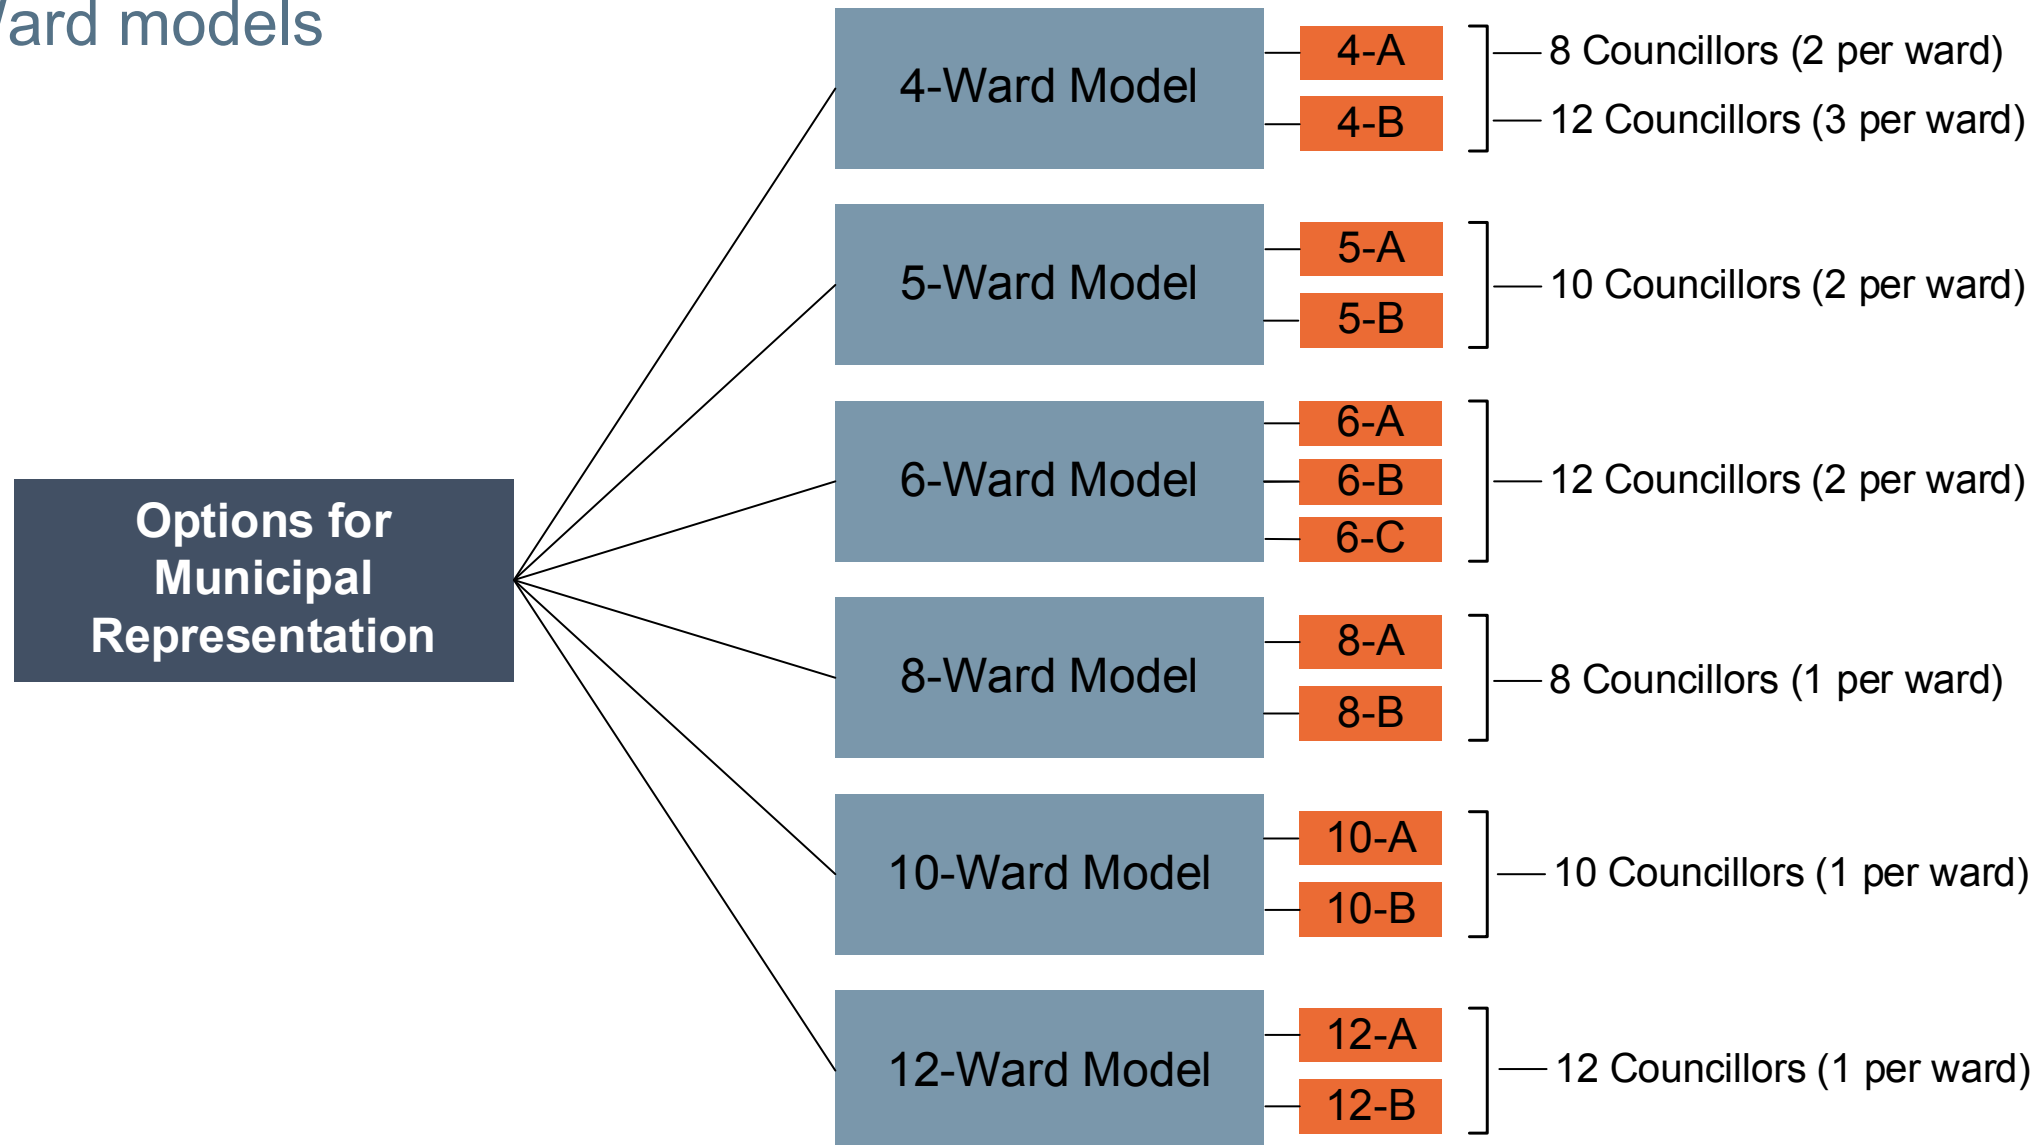 Ward models
4-Ward Model
4-A
4-B
8 Councillors (2 per ward)
12 Councillors (3 per ward)
5-Ward Model
5-A
5-B
10 Councillors (2 per ward)
6-Ward Model
6-A
6-B
6-C
12 Councillors (2 per ward)
Options for
Municipal
Representation
8-Ward Model
8-A
8-B
8 Councillors (1 per ward)
10-Ward Model
10-A
10-B
10 Councillors (1 per ward)
12-Ward Model
12-A
12-B
12 Councillors (1 per ward)